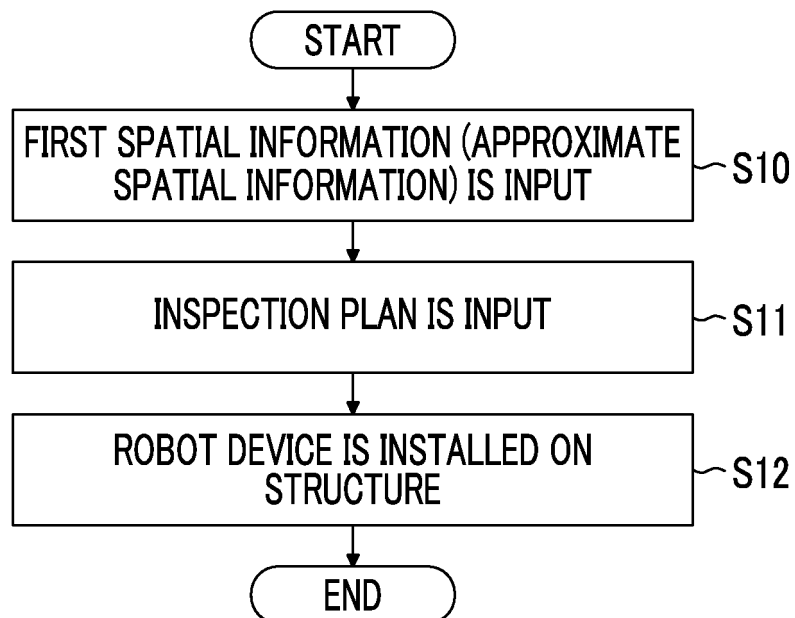 START
FIRST SPATIAL INFORMATION (APPROXIMATE
SPATIAL INFORMATION) IS INPUT
S10
INSPECTION PLAN IS INPUT
S11
ROBOT DEVICE IS INSTALLED ON
STRUCTURE
S12
END